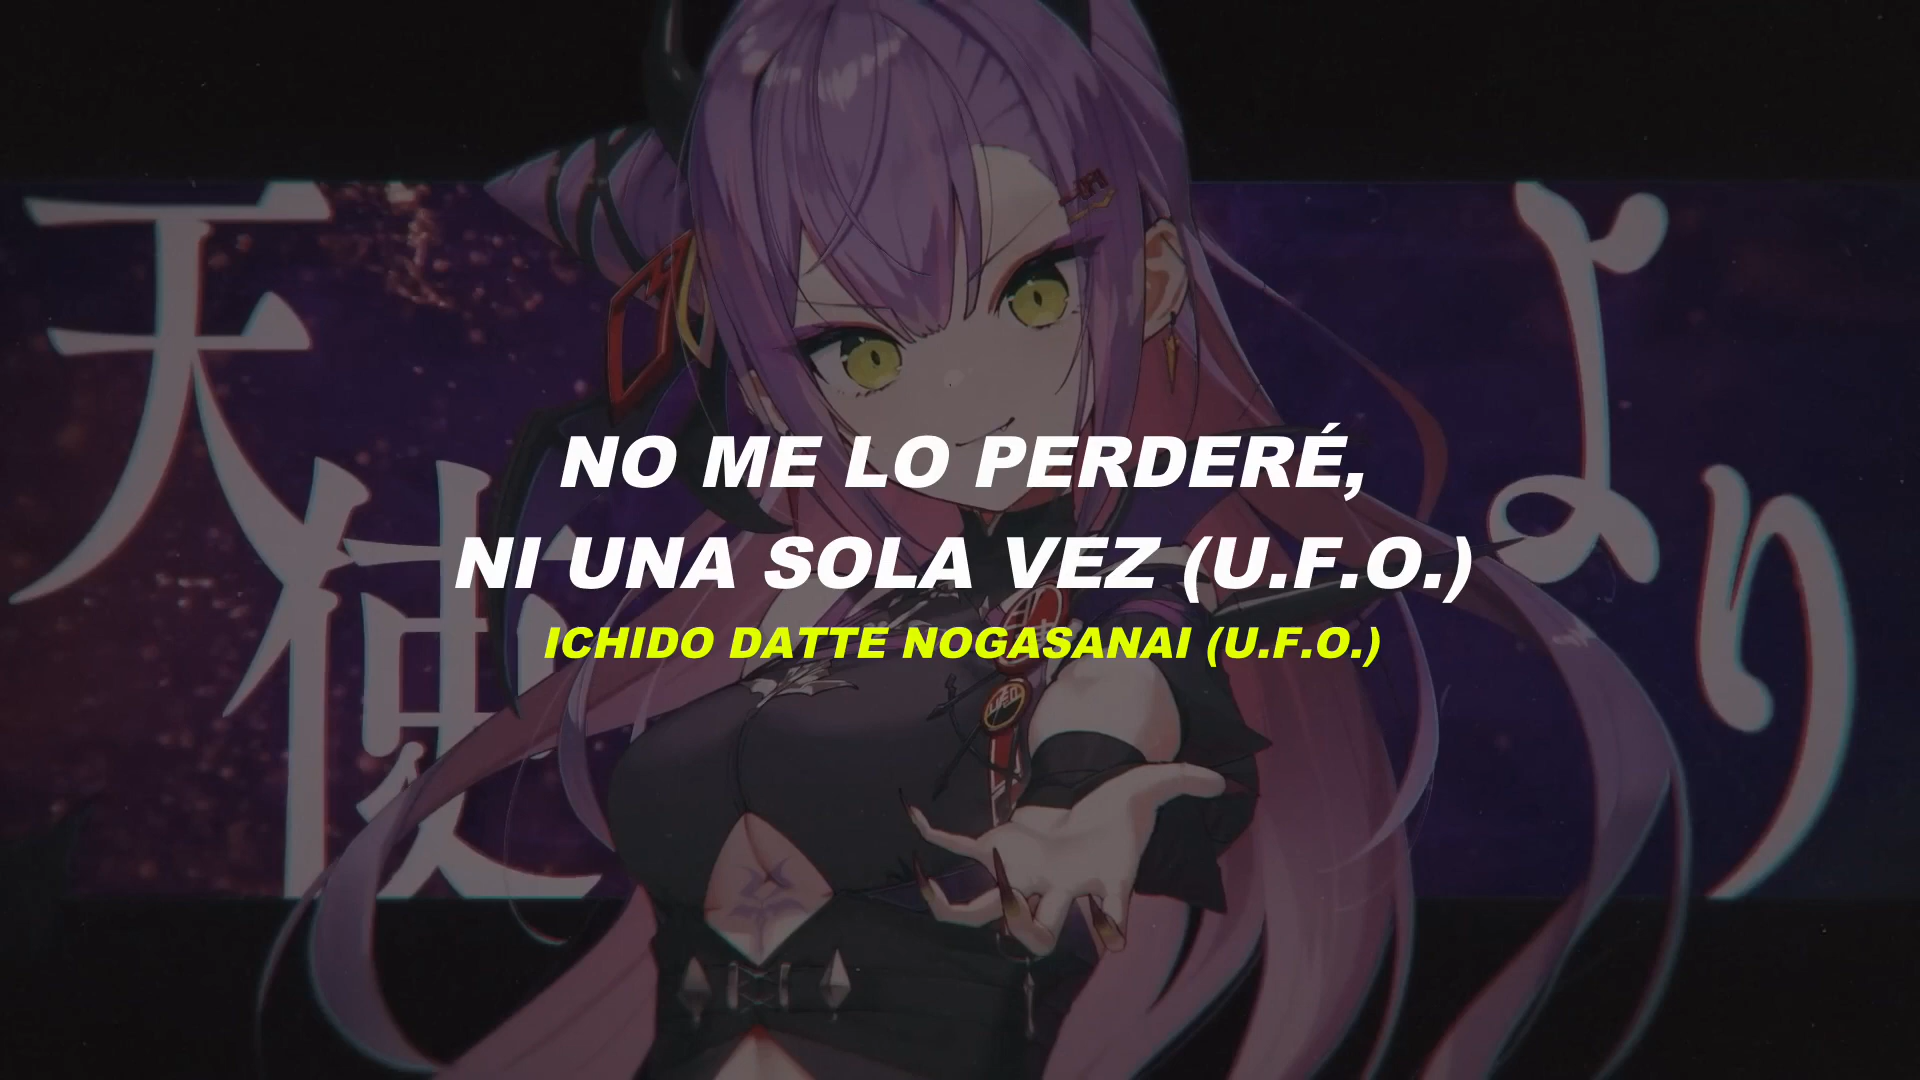 天使より
NO ME LO PERDERÉ,
NI UNA SOLA VEZ (U.F.O.)
ICHIDO DATTE NOGASANAI (U.F.O.)